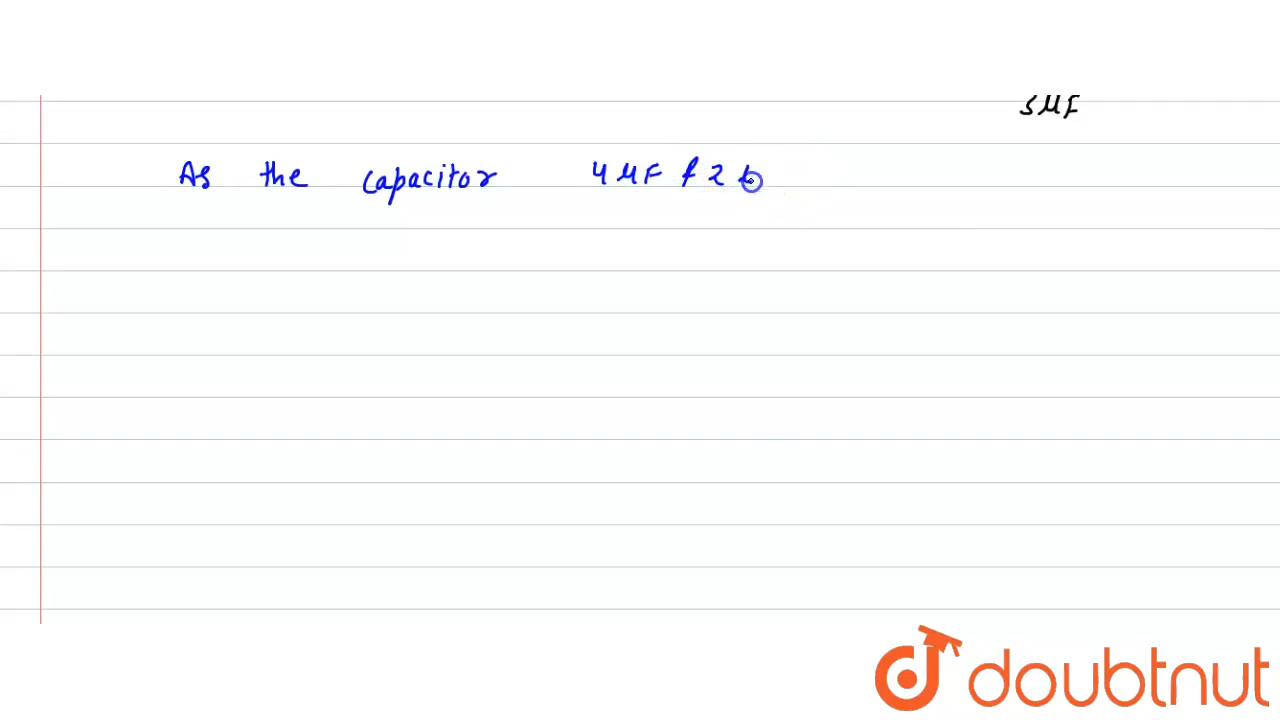 5μF
As the capacitor 4μF & 2
doubtnut